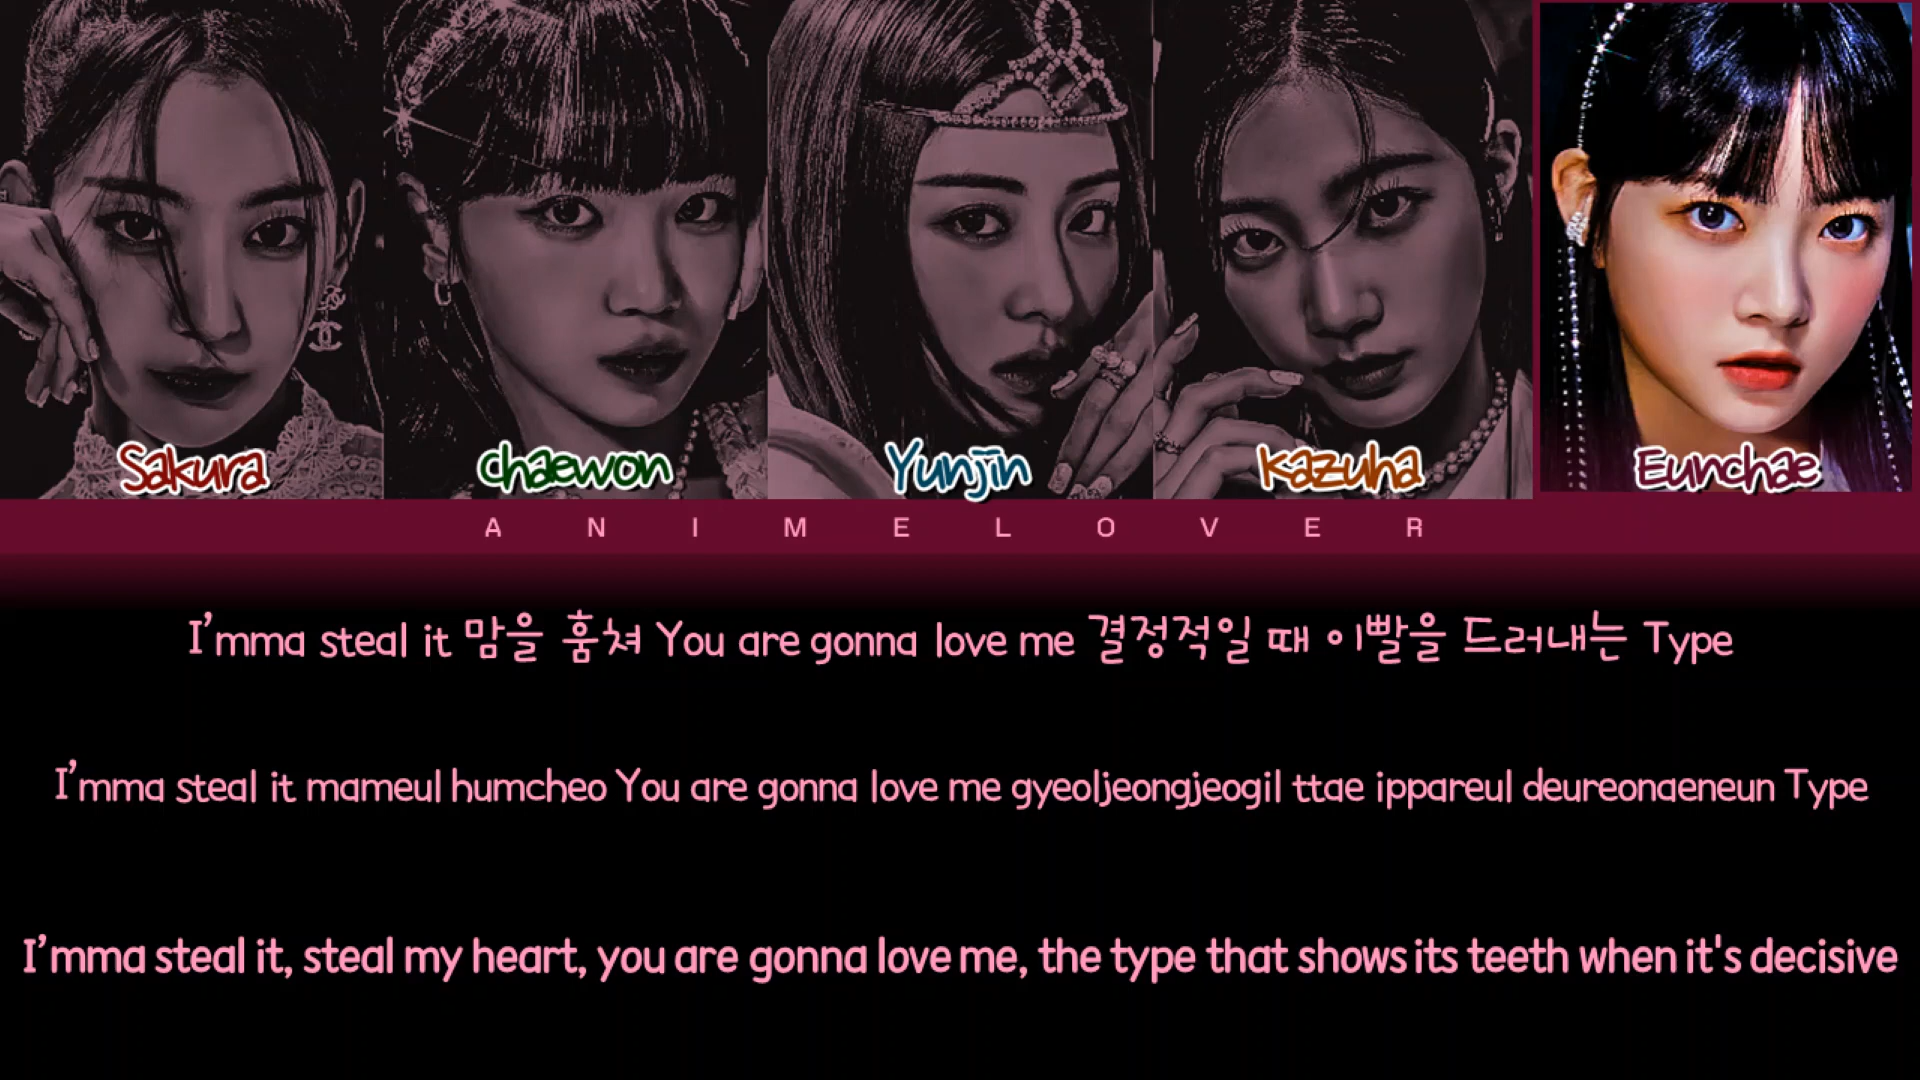 Sakura
chaewon
Yunjin
Kazuha
Eunchae
ANIMELOVER
I'mma steal it 맘을 훔쳐 You are gonna love me 결정적일 때 이빨을 드러내는 Type
I'mma steal it mameul humcheo You are gonna love me gyeoljeongjeogil ttae ippareul deureonaeneun Type
I'mma steal it, steal my heart, you are gonna love me, the type that shows its teeth when it's decisive